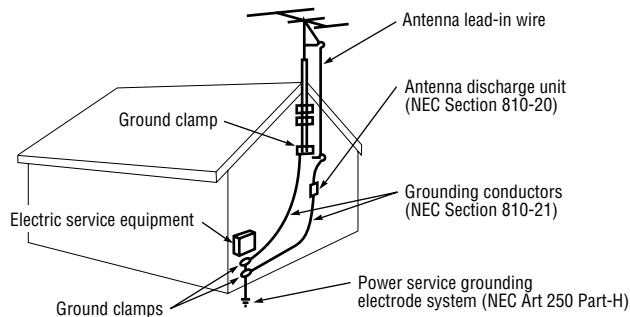 Antenna lead-in wire
Antenna discharge unit
(NEC Section 810-20)
Ground clamp
Grounding conductors
(NEC Section 810-21)
Electric service equipment
Power service grounding
electrode system (NEC Art 250 Part-H)
Ground clamps